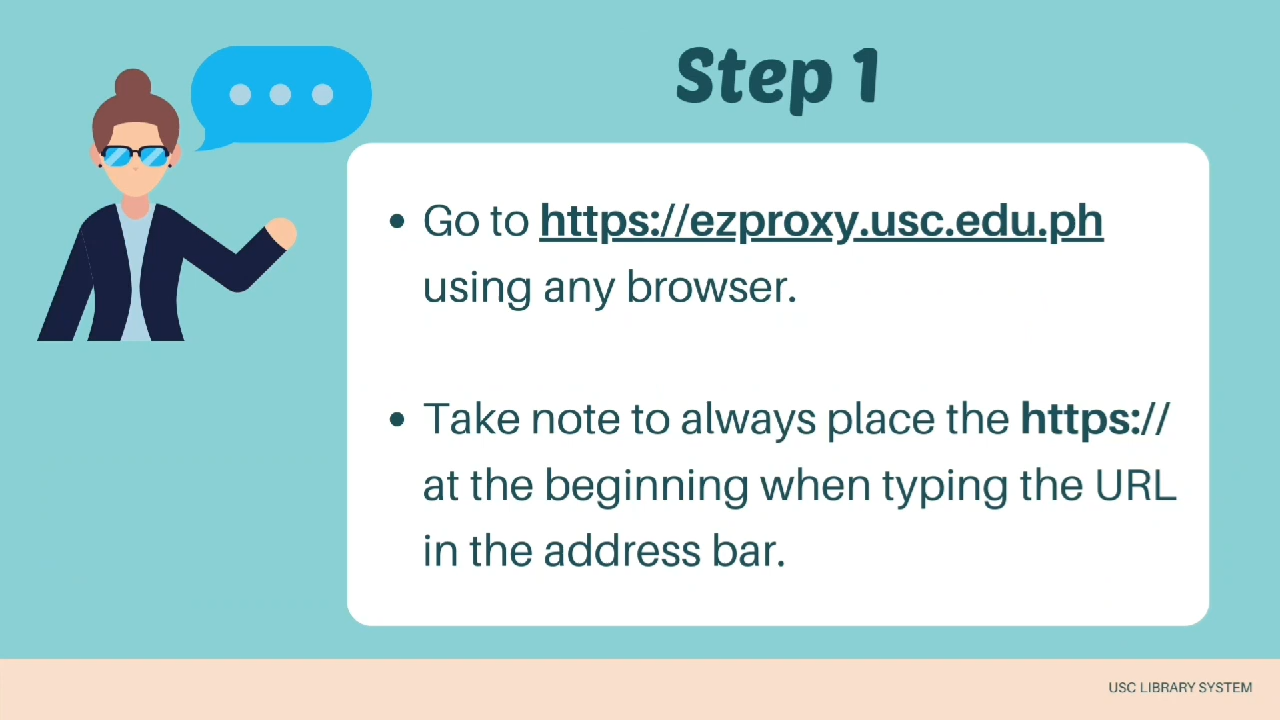 Step 1
• Go to https://ezproxy.usc.edu.ph
using any browser.
• Take note to always place the https://
at the beginning when typing the URL
in the address bar.
USC LIBRARY SYSTEM